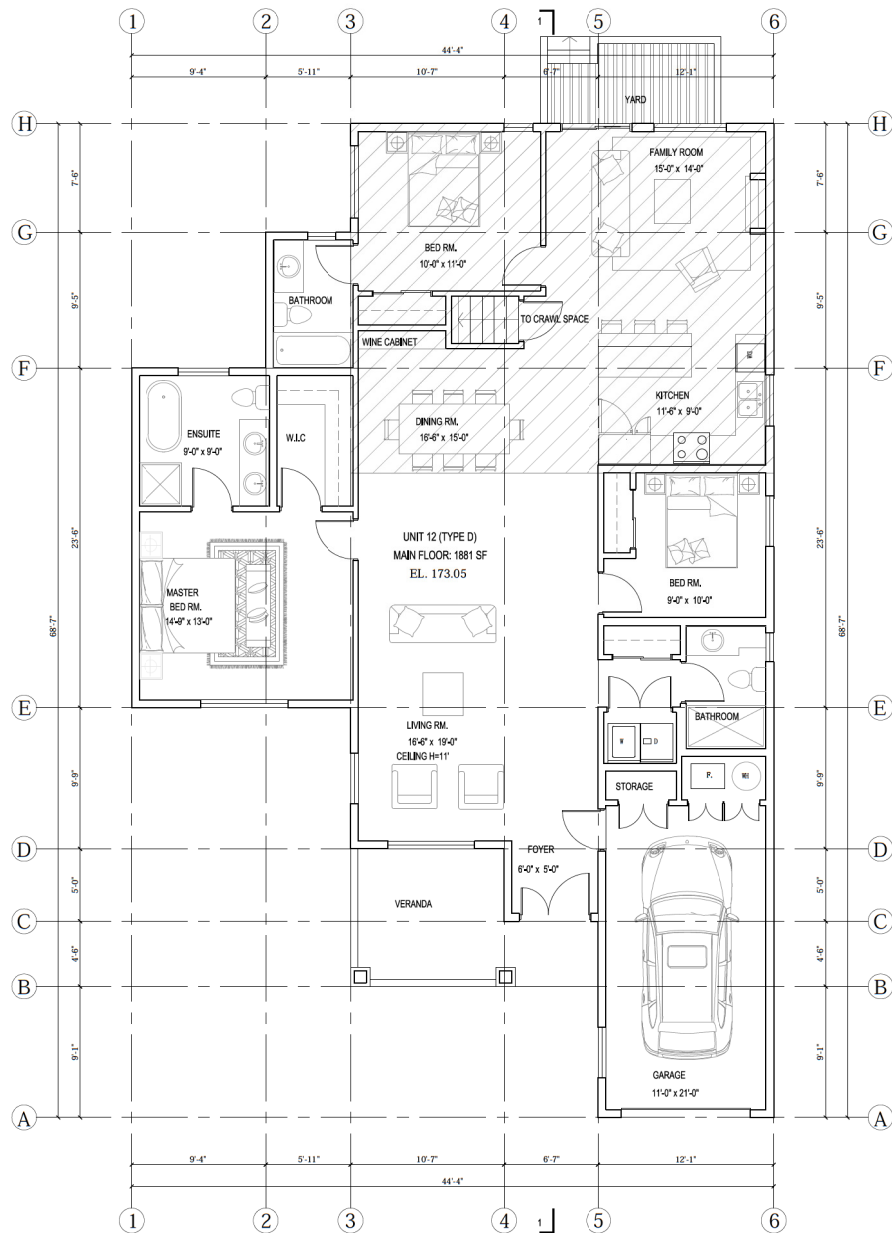 1 2 3 4 5 6
1
44'-4"
9'-4" 5'-11" 10'-7" 6'-7" 12'-1"
YARD
H H
FAMILY ROOM
15'-0" x 14'-0"
7'-6" 7'-6"
G G
BED RM.
10'-0" x 11'-0"
BATHROOM
9'-5" 9'-5"
TO CRAWL SPACE
WINE CABINET
F F
KITCHEN
11'-6" x 9'-0"
DINING RM.
16'-6" x 15'-0"
ENSUITE
9'-0" x 9'-0"
W.I.C
23'-6" 23'-6"
UNIT 12 (TYPE D)
MAIN FLOOR: 1881 SF
EL. 173.05
BED RM.
9'-0" x 10'-0"
MASTER
BED RM.
14'-9" x 13'-0"
68'-7" 68'-7"
E E
BATHROOM
LIVING RM.
16'-6" x 19'-0"
CEILING H=11'
W D
F. WH
STORAGE
9'-9" 9'-9"
D D
FOYER
6'-0" x 5'-0"
5'-0" 5'-0"
VERANDA
C C
4'-6" 4'-6"
B B
9'-1" 9'-1"
GARAGE
11'-0" x 21'-0"
A A
9'-4" 5'-11" 10'-7" 6'-7" 12'-1"
44'-4"
1
1 2 3 4 5 6